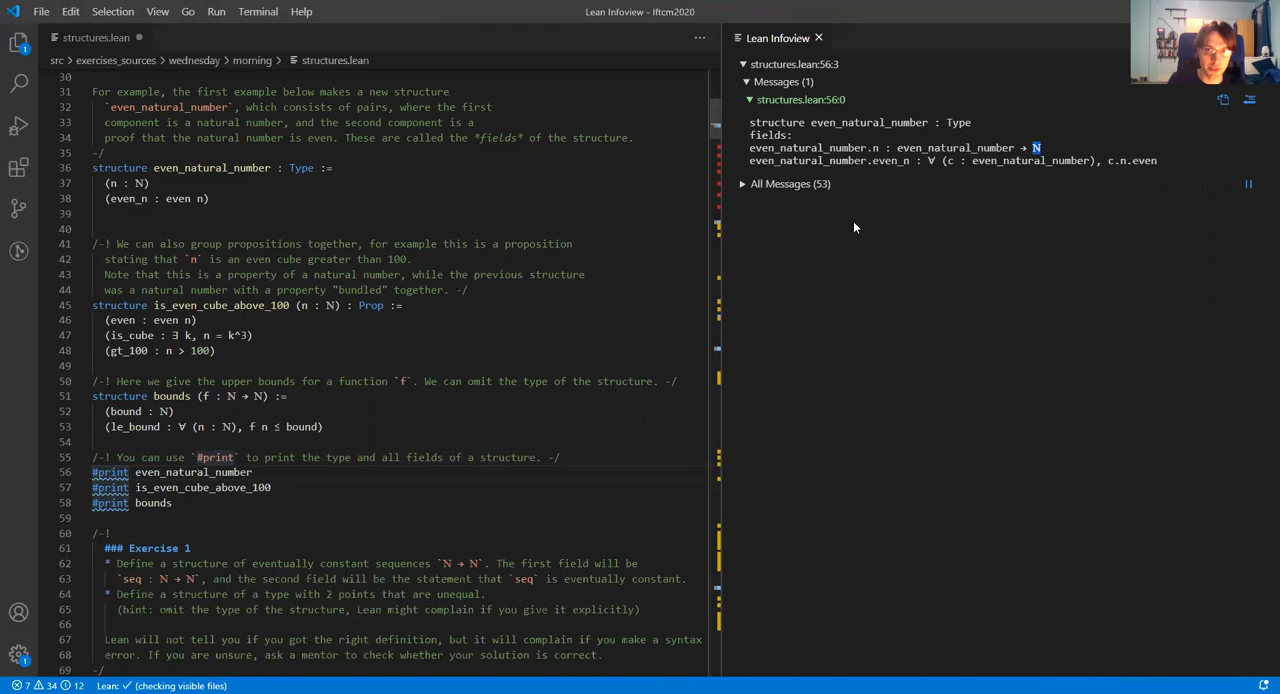 File Edit Selection View Go Run Terminal Help
Lean Infoview - lftcm2020
structures.lean
src > exercises_sources > wednesday > morning > structures.lean
30
31 For example, the first example below makes a new structure
32 `even_natural_number`, which consists of pairs, where the first
33 component is a natural number, and the second component is a
34 proof that the natural number is even. These are called the *fields* of the structure.
35 -/
36 structure even_natural_number : Type :=
37 (n : ℕ)
38 (even_n : even n)
39
40
41 /-! We can also group propositions together, for example this is a proposition
42 stating that `n` is an even cube greater than 100.
43 Note that this is a property of a natural number, while the previous structure
44 was a natural number with a property "bundled" together. -/
45 structure is_even_cube_above_100 (n : ℕ) : Prop :=
46 (even : even n)
47 (is_cube : ∃ k, n = k^3)
48 (gt_100 : n > 100)
49
50 /-! Here we give the upper bounds for a function `f`. We can omit the type of the structure. -/
51 structure bounds (f : ℕ → ℕ) :=
52 (bound : ℕ)
53 (le_bound : ∀ (n : ℕ), f n ≤ bound)
54
55 /-! You can use `#print` to print the type and all fields of a structure. -/
56 #print even_natural_number
57 #print is_even_cube_above_100
58 #print bounds
59
60 /-!
61 ### Exercise 1
62 * Define a structure of eventually constant sequences `ℕ → ℕ`. The first field will be
63 `seq : ℕ → ℕ`, and the second field will be the statement that `seq` is eventually constant.
64 * Define a structure of a type with 2 points that are unequal.
65 (hint: omit the type of the structure, Lean might complain if you give it explicitly)
66
67 Lean will not tell you if you got the right definition, but it will complain if you make a syntax
68 error. If you are unsure, ask a mentor to check whether your solution is correct.
69 -/
Lean Infoview
structures.lean:56:3
Messages (1)
structures.lean:56:0
structure even_natural_number : Type
fields:
even_natural_number.n : even_natural_number → ℕ
even_natural_number.even_n : ∀ (c : even_natural_number), c.n.even
All Messages (53)
1
1
7 34 12 Lean: ✓ (checking visible files)